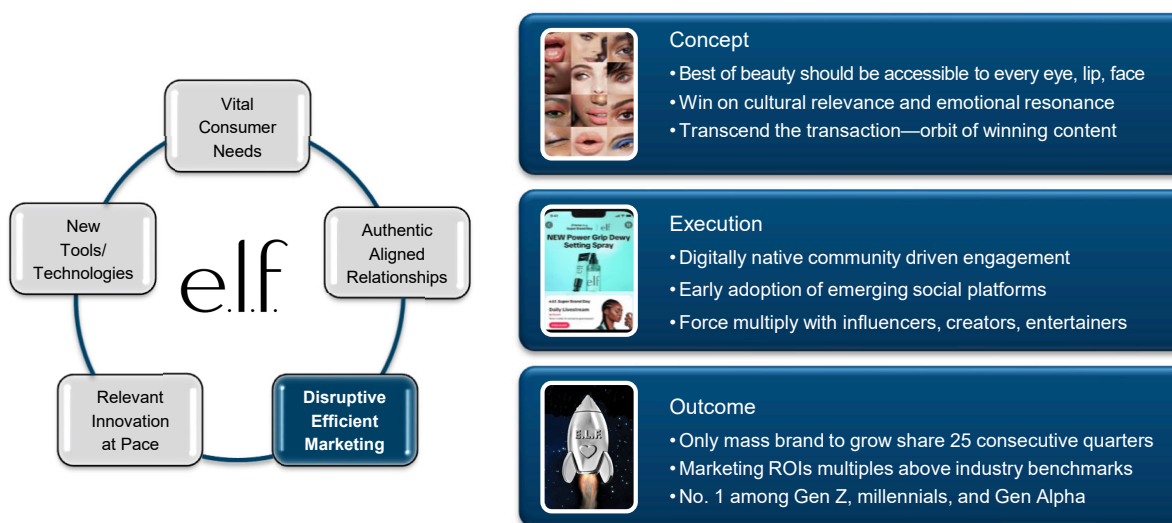 Vital
Consumer
Needs
New
Tools/
Technologies
e.l.f.
Authentic
Aligned
Relationships
Relevant
Innovation
at Pace
Disruptive
Efficient
Marketing
Concept
•Best of beauty should be accessible to every eye, lip, face
•Win on cultural relevance and emotional resonance
•Transcend the transaction—orbit of winning content
e.l.f.
NEW Power Grip Dewy
Setting Spray
e.l.f. Super Brand Day
Daily Livestream
Execution
•Digitally native community driven engagement
•Early adoption of emerging social platforms
•Force multiply with influencers, creators, entertainers
E.L.F.
Outcome
•Only mass brand to grow share 25 consecutive quarters
•Marketing ROIs multiples above industry benchmarks
•No. 1 among Gen Z, millennials, and Gen Alpha